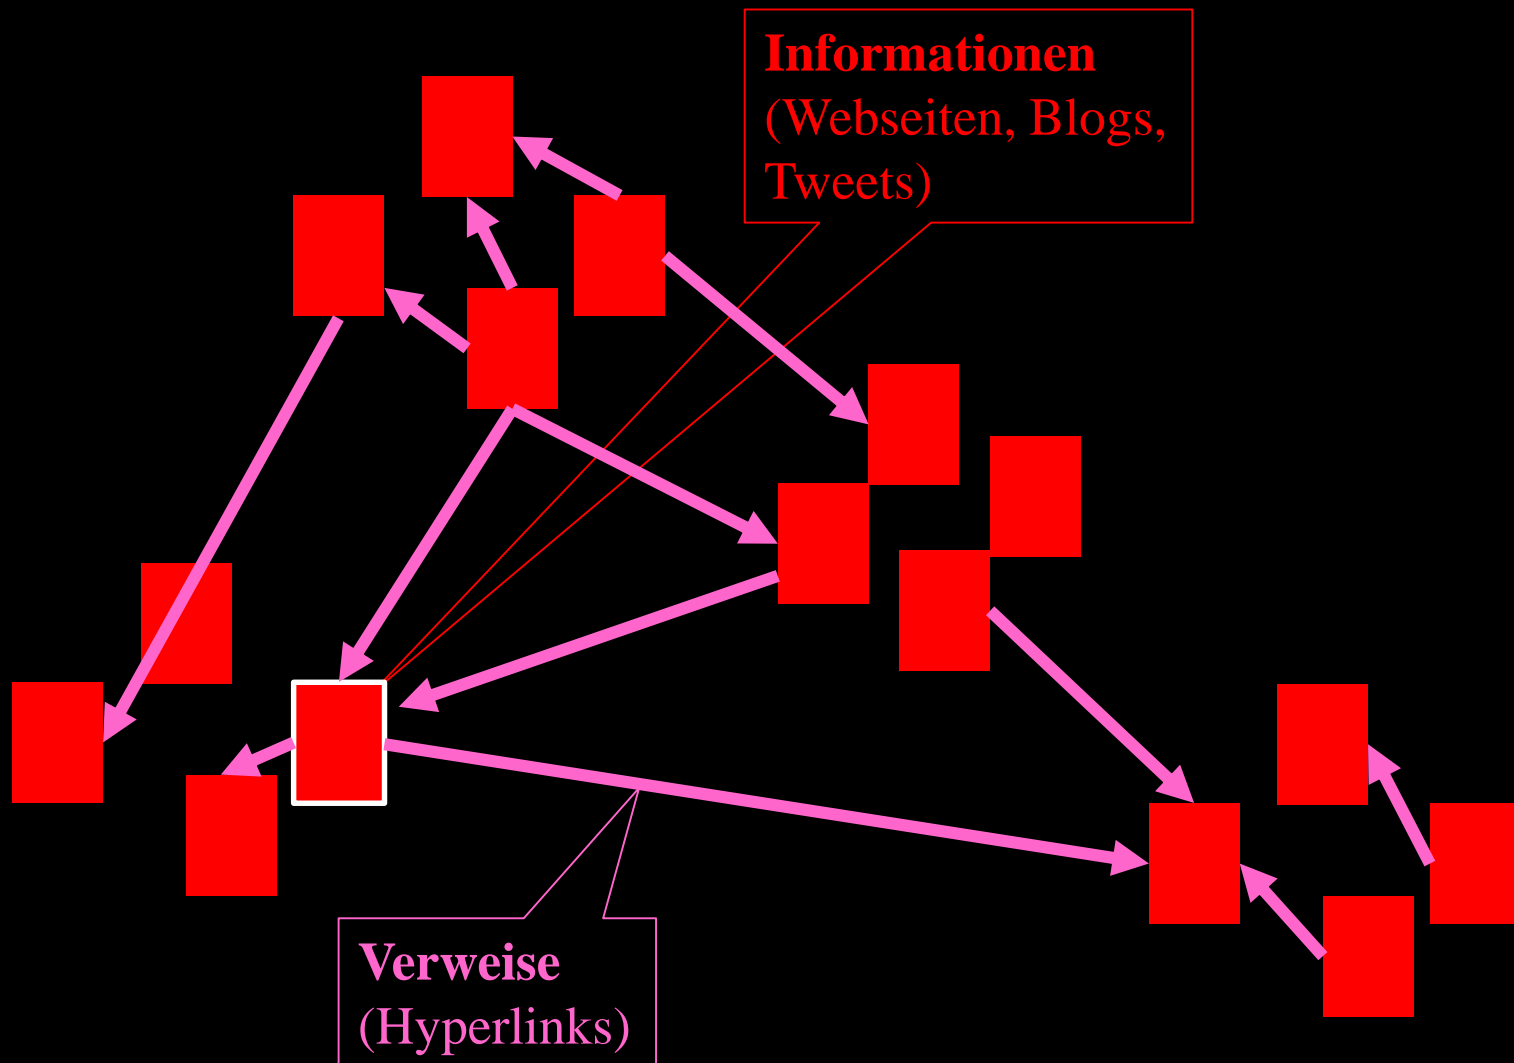 Informationen
(Webseiten, Blogs,
Tweets)
Verweise
(Hyperlinks)